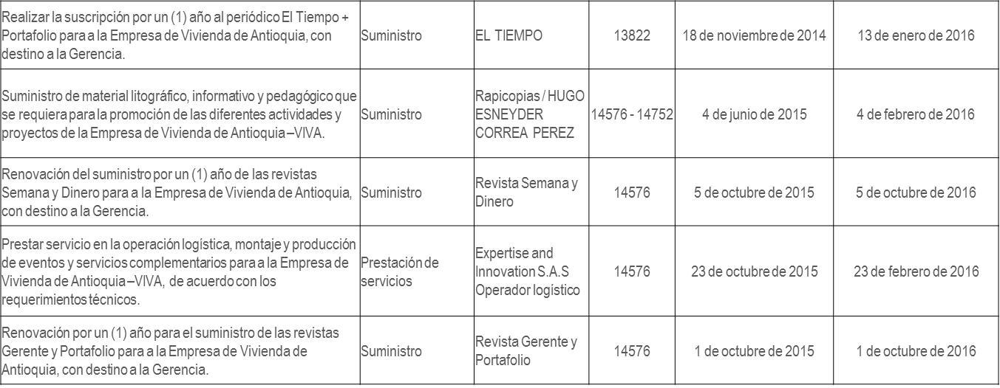 Realizar la suscripción por un (1) año al periódico El Tiempo +
Portafolio para a la Empresa de Vivienda de Antioquia, con
destino a la Gerencia.
Suministro
EL TIEMPO
13822
18 de noviembre de 2014
13 de enero de 2016
Suministro de material litográfico, informativo y pedagógico que
se requiera para la promoción de las diferentes actividades y
proyectos de la Empresa de Vivienda de Antioquia –VIVA.
Suministro
Rapicopias / HUGO
ESNEYDER
CORREA PEREZ
14576 - 14752
4 de junio de 2015
4 de febrero de 2016
Renovación del suministro por un (1) año de las revistas
Semana y Dinero para a la Empresa de Vivienda de Antioquia,
con destino a la Gerencia.
Suministro
Revista Semana y
Dinero
14576
5 de octubre de 2015
5 de octubre de 2016
Prestar servicio en la operación logística, montaje y producción
de eventos y servicios complementarios para a la Empresa de
Vivienda de Antioquia –VIVA, de acuerdo con los
requerimientos técnicos.
Prestación de
servicios
Expertise and
Innovation S.A.S
Operador logístico
14576
23 de octubre de 2015
23 de febrero de 2016
Renovación por un (1) año para el suministro de las revistas
Gerente y Portafolio para a la Empresa de Vivienda de
Antioquia, con destino a la Gerencia.
Suministro
Revista Gerente y
Portafolio
14576
1 de octubre de 2015
1 de octubre de 2016